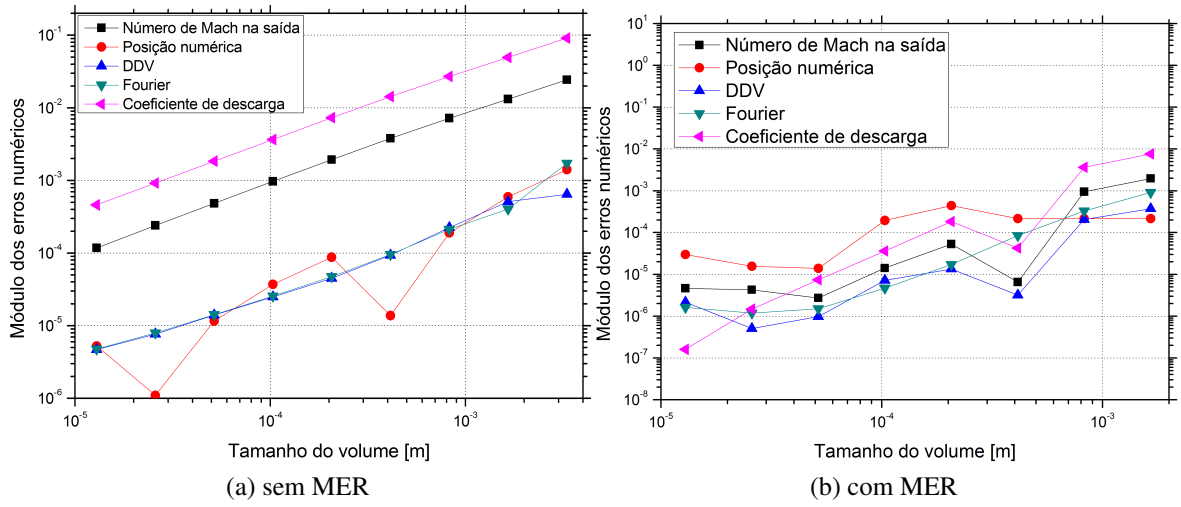 Número de Mach na saída
Posição numérica
DDV
Fourier
Coeficiente de descarga
Módulo dos erros numéricos
10^-1
10^-2
10^-3
10^-4
10^-5
10^-6
10^-5
10^-4
10^-3
Tamanho do volume [m]
(a) sem MER
Número de Mach na saída
Posição numérica
DDV
Fourier
Coeficiente de descarga
Módulo dos erros numéricos
10^1
10^0
10^-1
10^-2
10^-3
10^-4
10^-5
10^-6
10^-7
10^-8
10^-5
10^-4
10^-3
Tamanho do volume [m]
(b) com MER